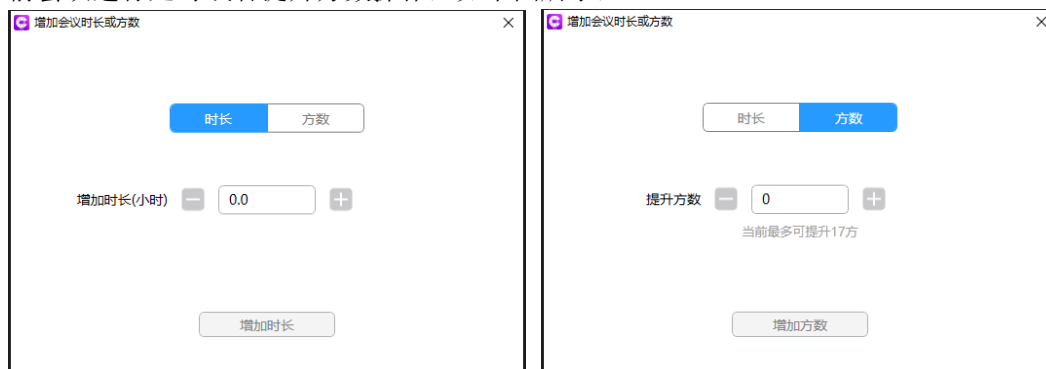 增加会议时长或方数
时长 方数
增加时长(小时) 0.0
增加时长
增加会议时长或方数
时长 方数
提升方数 0
当前最多可提升17方
增加方数